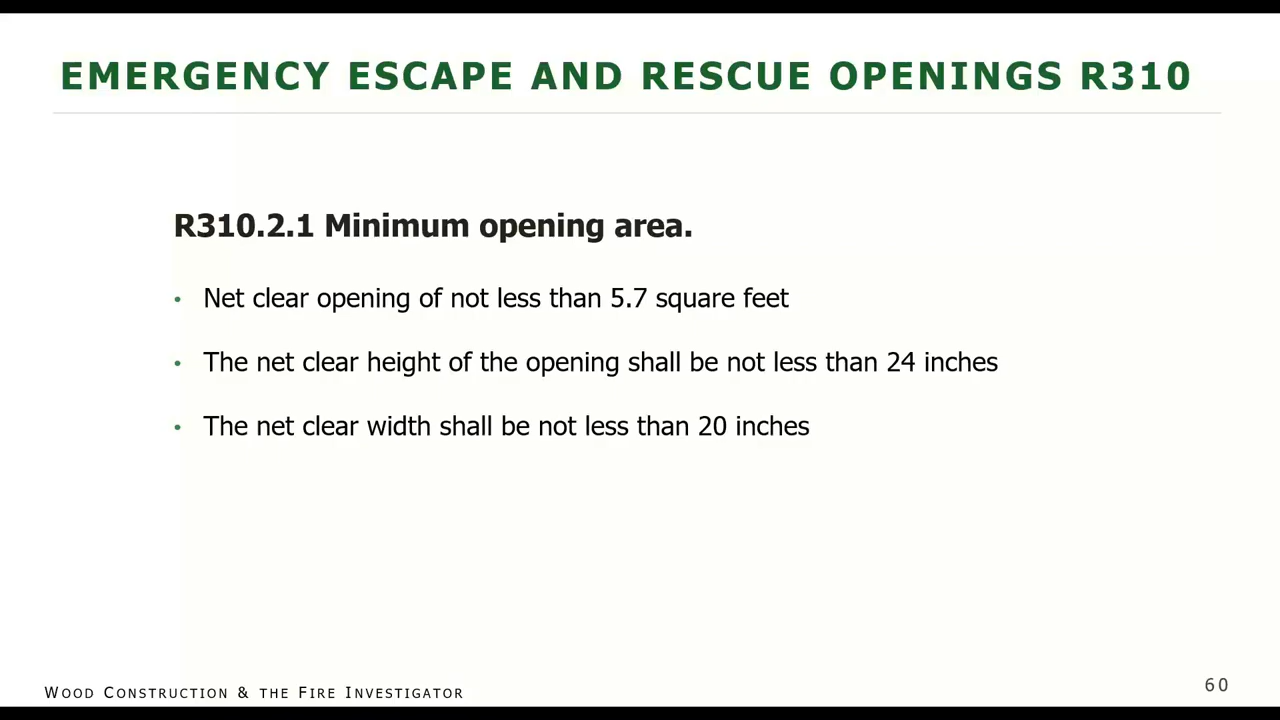 EMERGENCY ESCAPE AND RESCUE OPENINGS R310
R310.2.1 Minimum opening area.
• Net clear opening of not less than 5.7 square feet
• The net clear height of the opening shall be not less than 24 inches
• The net clear width shall be not less than 20 inches
WOOD CONSTRUCTION & THE FIRE INVESTIGATOR
60